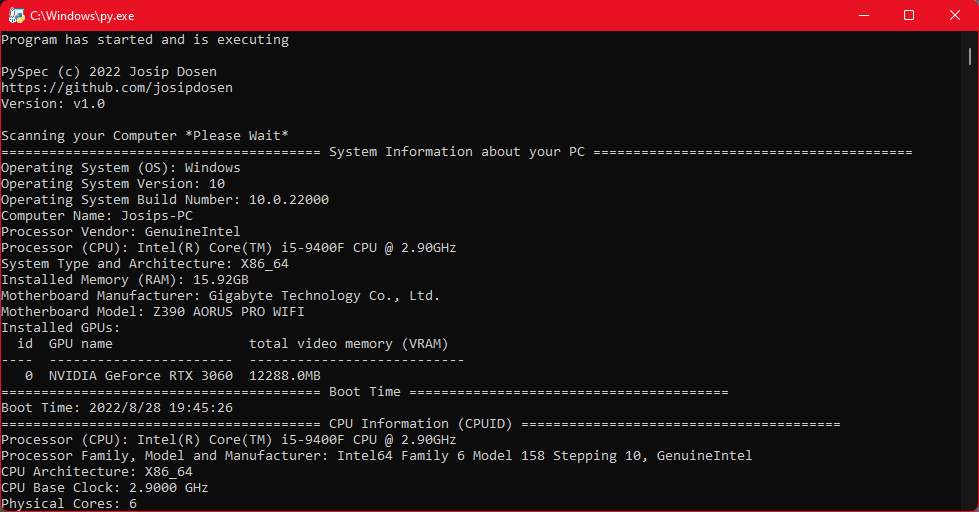 C:\Windows\py.exe
Program has started and is executing
PySpec (c) 2022 Josip Dosen
https://github.com/josipdosen
Version: v1.0
Scanning your Computer *Please Wait*
======================================== System Information about your PC ========================================
Operating System (OS): Windows
Operating System Version: 10
Operating System Build Number: 10.0.22000
Computer Name: Josips-PC
Processor Vendor: GenuineIntel
Processor (CPU): Intel(R) Core(TM) i5-9400F CPU @ 2.90GHz
System Type and Architecture: X86_64
Installed Memory (RAM): 15.92GB
Motherboard Manufacturer: Gigabyte Technology Co., Ltd.
Motherboard Model: Z390 AORUS PRO WIFI
Installed GPUs:
  id  GPU name                 total video memory (VRAM)
----  -----------------------  ---------------------------
   0  NVIDIA GeForce RTX 3060  12288.0MB
======================================== Boot Time ========================================
Boot Time: 2022/8/28 19:45:26
======================================== CPU Information (CPUID) ========================================
Processor (CPU): Intel(R) Core(TM) i5-9400F CPU @ 2.90GHz
Processor Family, Model and Manufacturer: Intel64 Family 6 Model 158 Stepping 10, GenuineIntel
CPU Architecture: X86_64
CPU Base Clock: 2.9000 GHz
Physical Cores: 6